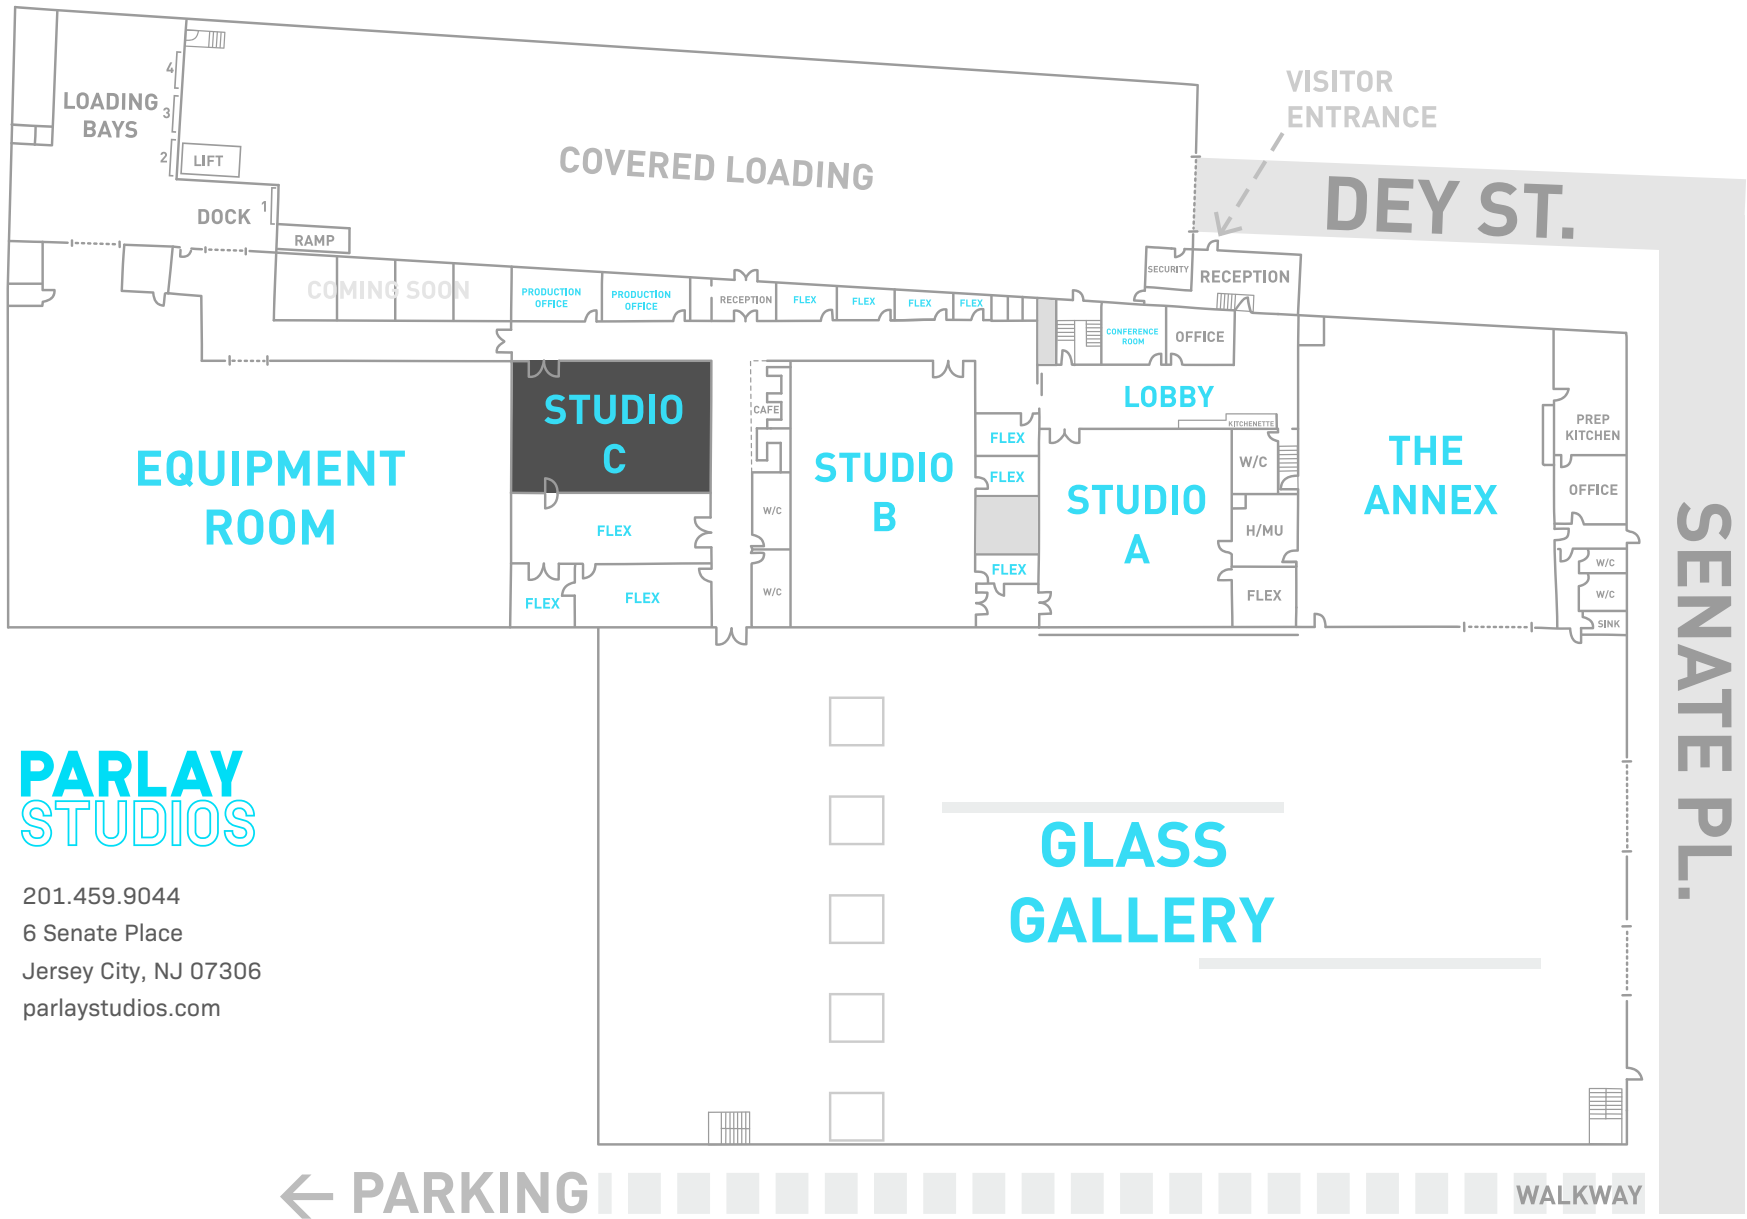 VISITOR
ENTRANCE
4
LOADING
BAYS
3
2
LIFT
COVERED LOADING
DEY ST.
DOCK
1
RAMP
SECURITY
RECEPTION
COMING SOON
PRODUCTION
OFFICE
PRODUCTION
OFFICE
RECEPTION
FLEX
FLEX
FLEX
FLEX
CONFERENCE
ROOM
OFFICE
STUDIO
C
CAFE
LOBBY
KITCHENETTE
PREP
KITCHEN
EQUIPMENT
ROOM
STUDIO
B
FLEX
FLEX
STUDIO
A
W/C
THE
ANNEX
OFFICE
W/C
FLEX
H/MU
FLEX
W/C
FLEX
FLEX
W/C
FLEX
W/C
SINK
SENATE PL.
PARLAY
STUDIOS
201.459.9044
6 Senate Place
Jersey City, NJ 07306
parlaystudios.com
GLASS
GALLERY
PARKING
WALKWAY